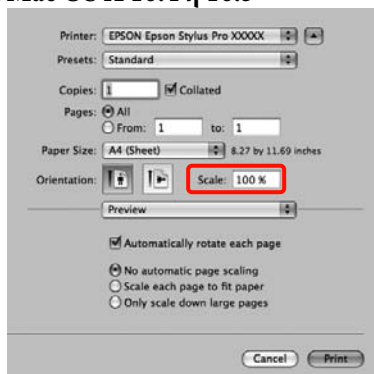 Printer: EPSON Epson Stylus Pro XXXXX
Presets: Standard
Copies: 1 Collated
Pages: All
From: 1 to: 1
Paper Size: A4 (Sheet) 8.27 by 11.69 inches
Orientation: Scale: 100 %
Preview
Automatically rotate each page
No automatic page scaling
Scale each page to fit paper
Only scale down large pages
Cancel Print